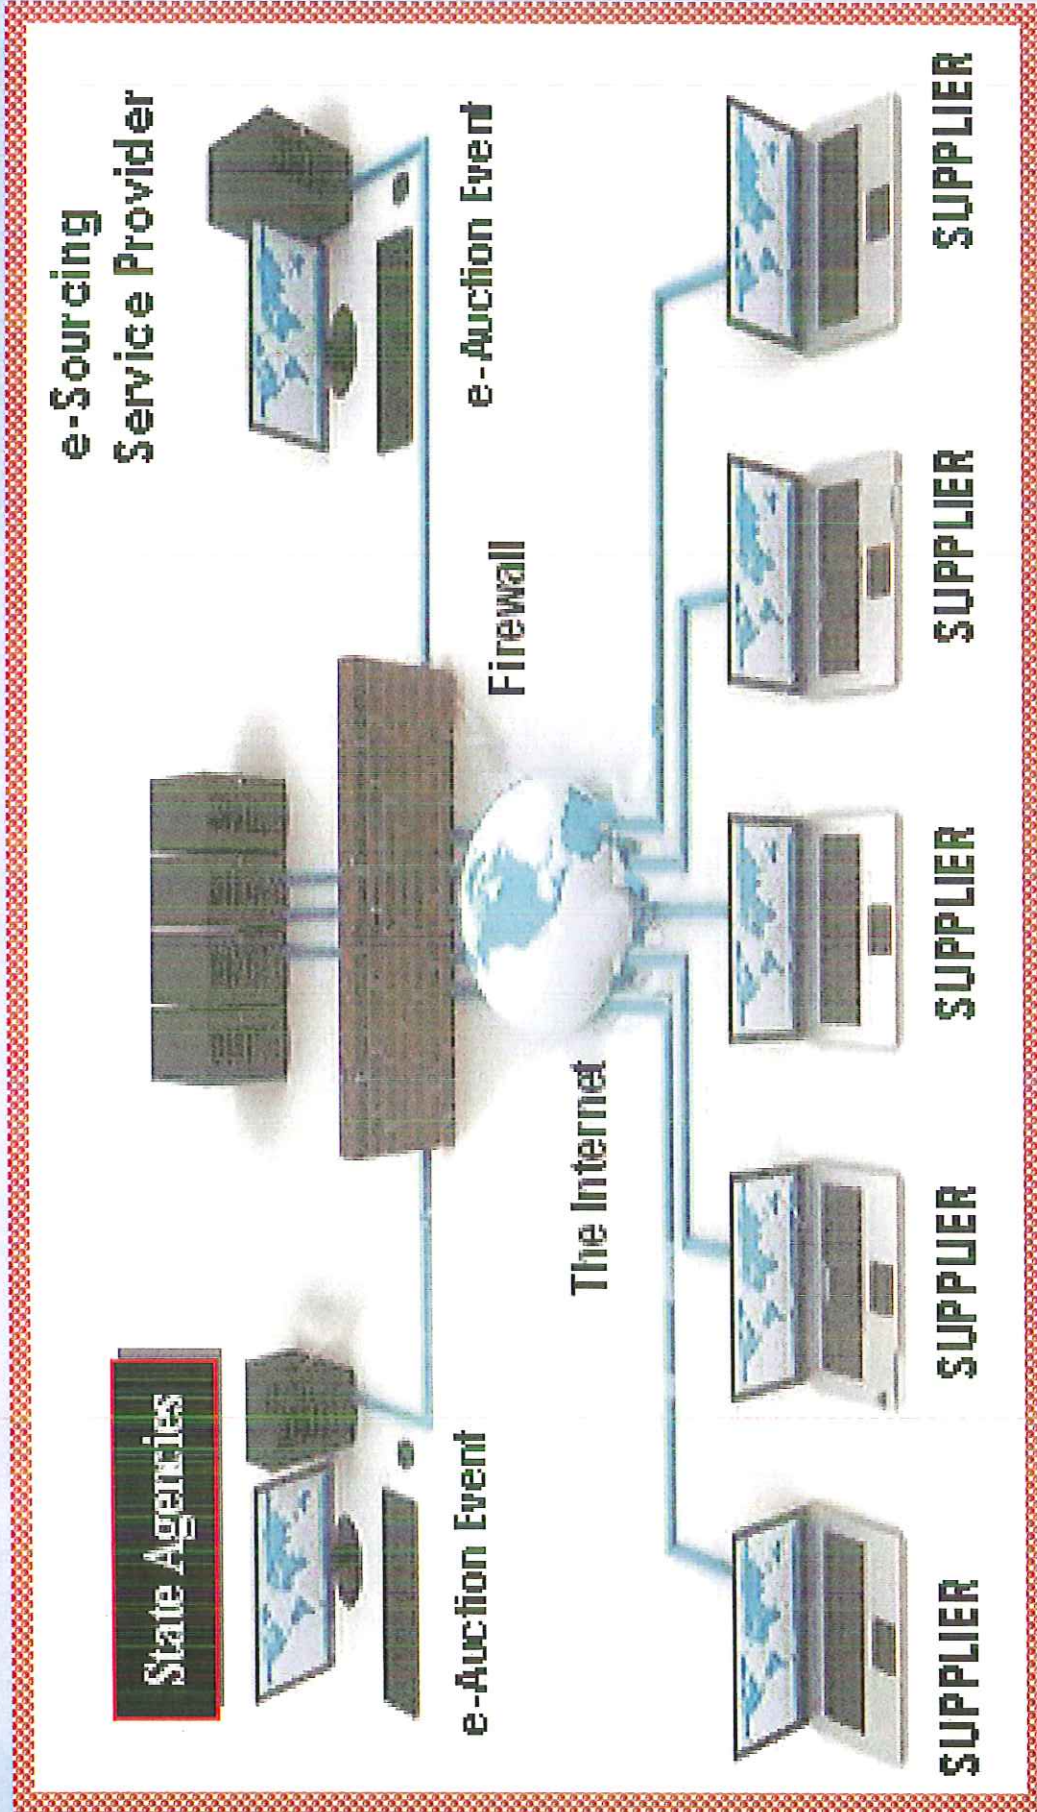 State Agencies
e-Sourcing
Service Provider
e-Auction Event
Firewall
e-Auction Event
The Internet
SUPPLIER
SUPPLIER
SUPPLIER
SUPPLIER
SUPPLIER